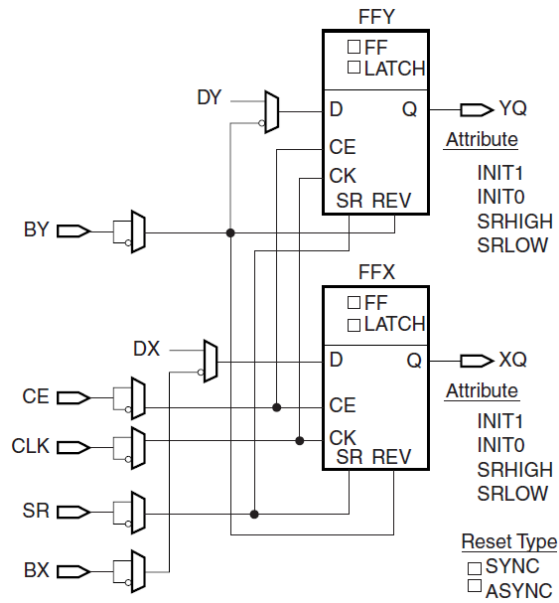 FFY
FF
LATCH
DY
D
Q
YQ
CE
CK
SR REV
Attribute
INIT1
INIT0
SRHIGH
SRLOW
BY
FFX
FF
LATCH
DX
D
Q
XQ
CE
CE
CLK
CK
SR REV
Attribute
INIT1
INIT0
SRHIGH
SRLOW
SR
BX
Reset Type
SYNC
ASYNC